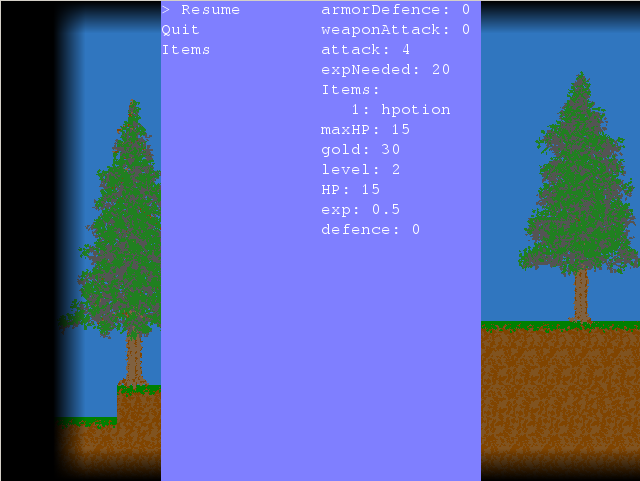 > Resume
Quit
Items
armorDefence: 0
weaponAttack: 0
attack: 4
expNeeded: 20
Items:
1: hpotion
maxHP: 15
gold: 30
level: 2
HP: 15
exp: 0.5
defence: 0